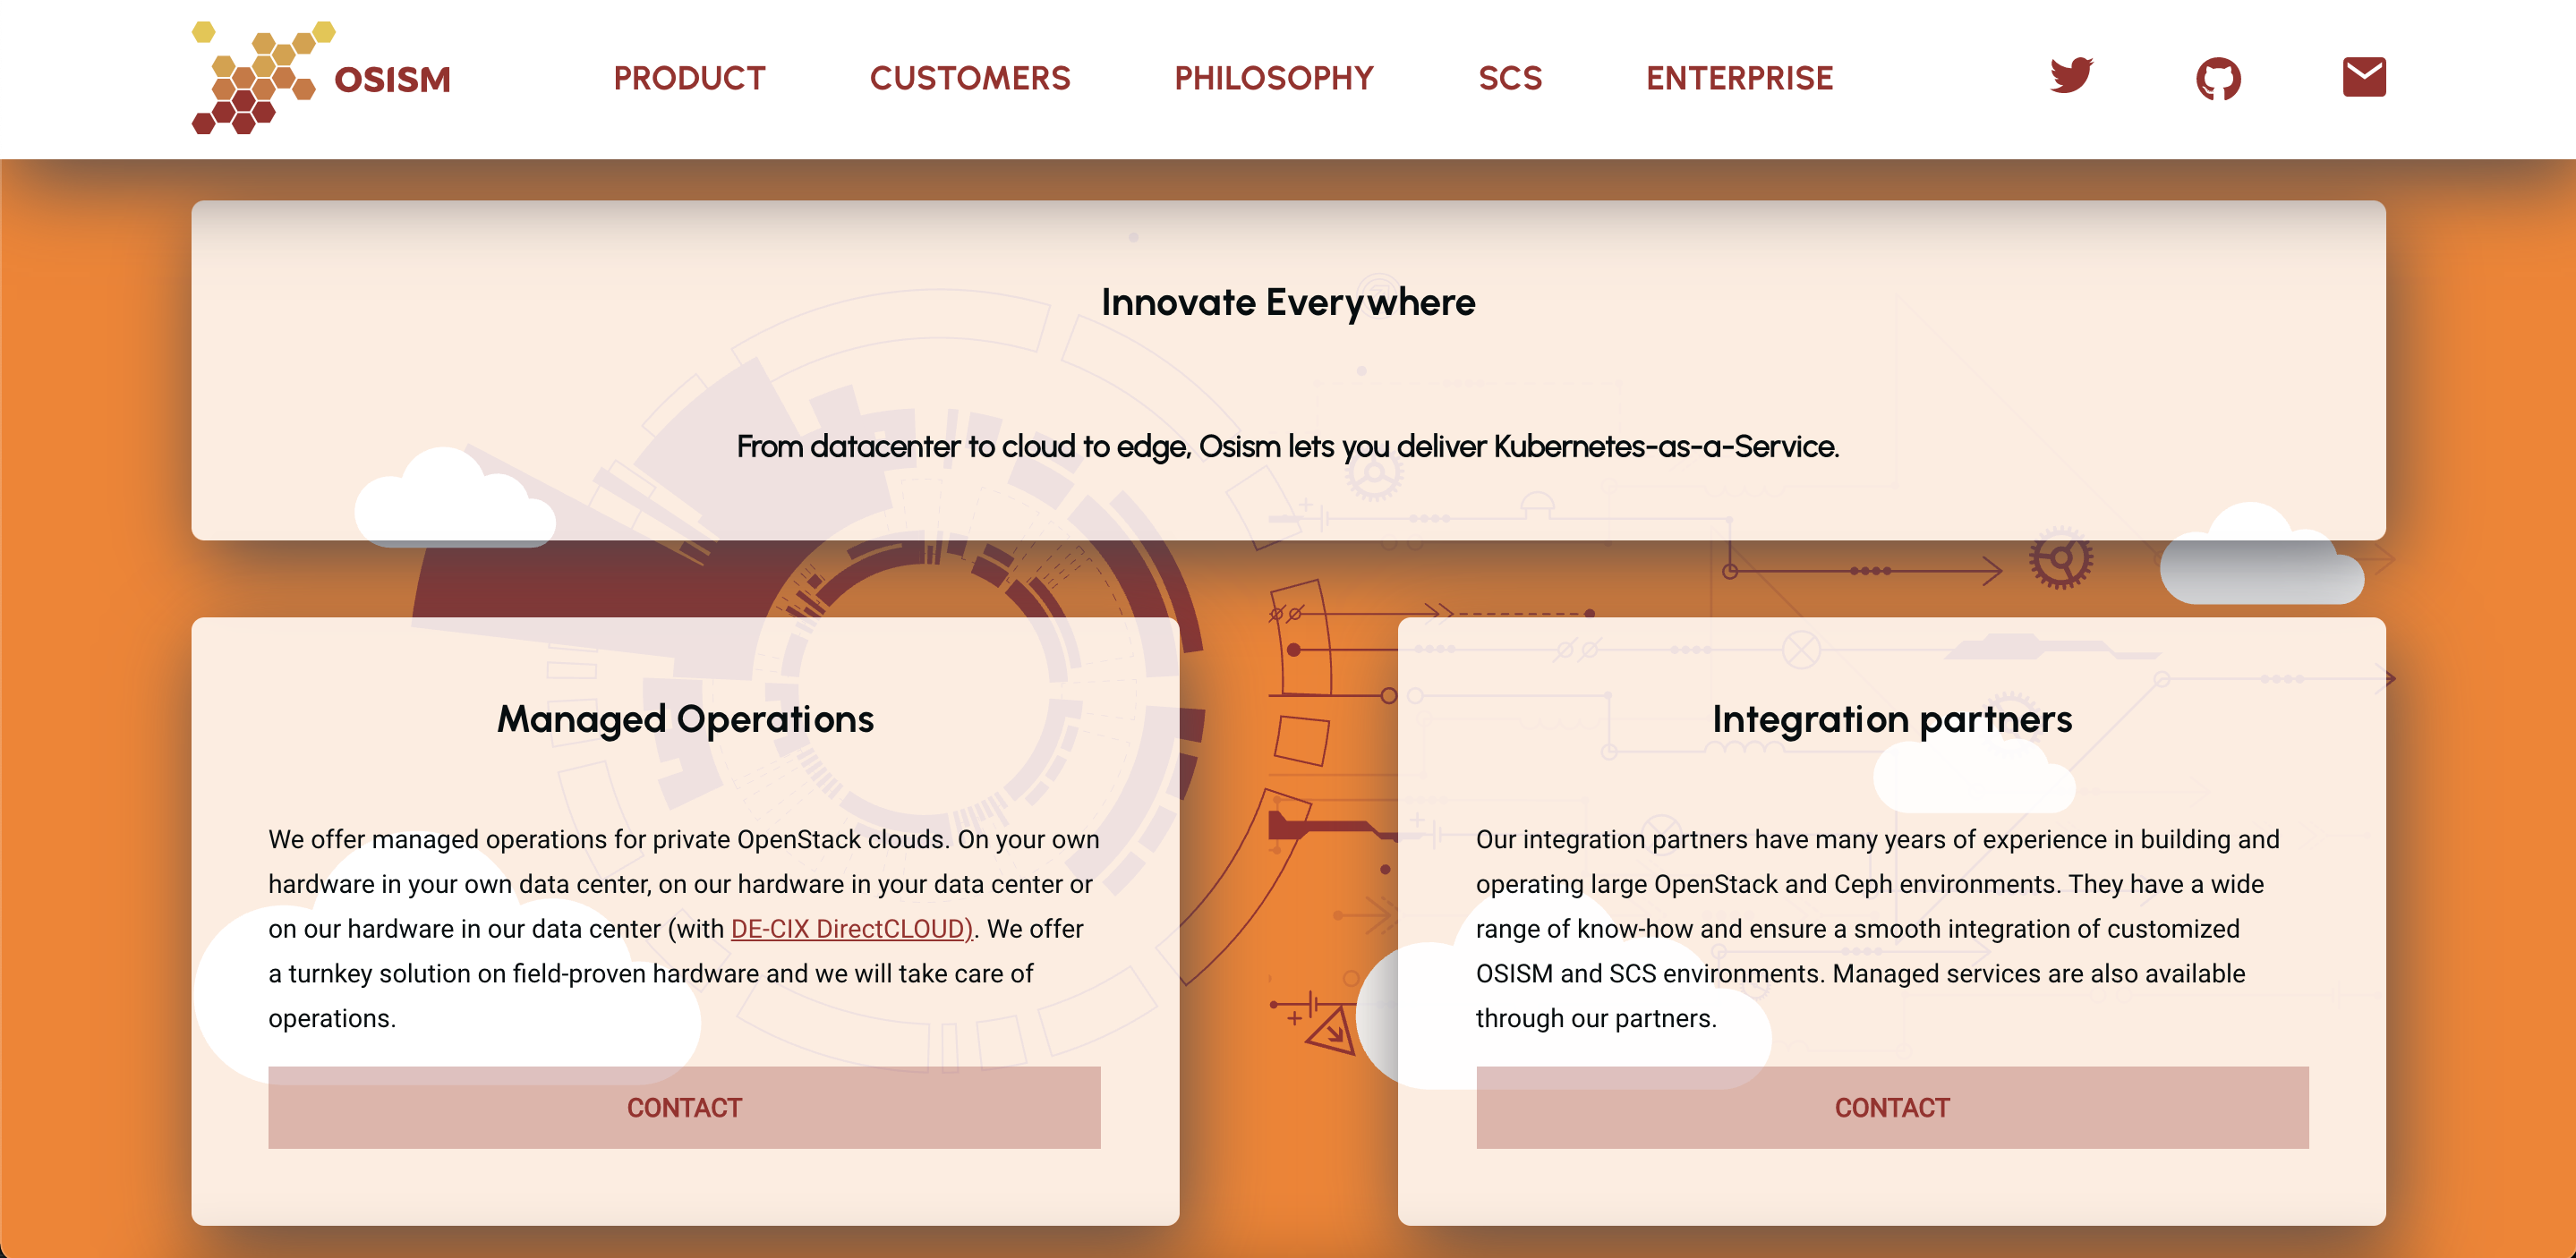 OSISM
PRODUCT
CUSTOMERS
PHILOSOPHY
SCS
ENTERPRISE
Innovate Everywhere
From datacenter to cloud to edge, Osism lets you deliver Kubernetes-as-a-Service.
Managed Operations
We offer managed operations for private OpenStack clouds. On your own
hardware in your own data center, on our hardware in your data center or
on our hardware in our data center (with DE-CIX DirectCLOUD). We offer
a turnkey solution on field-proven hardware and we will take care of
operations.
CONTACT
Integration partners
Our integration partners have many years of experience in building and
operating large OpenStack and Ceph environments. They have a wide
range of know-how and ensure a smooth integration of customized
OSISM and SCS environments. Managed services are also available
through our partners.
CONTACT